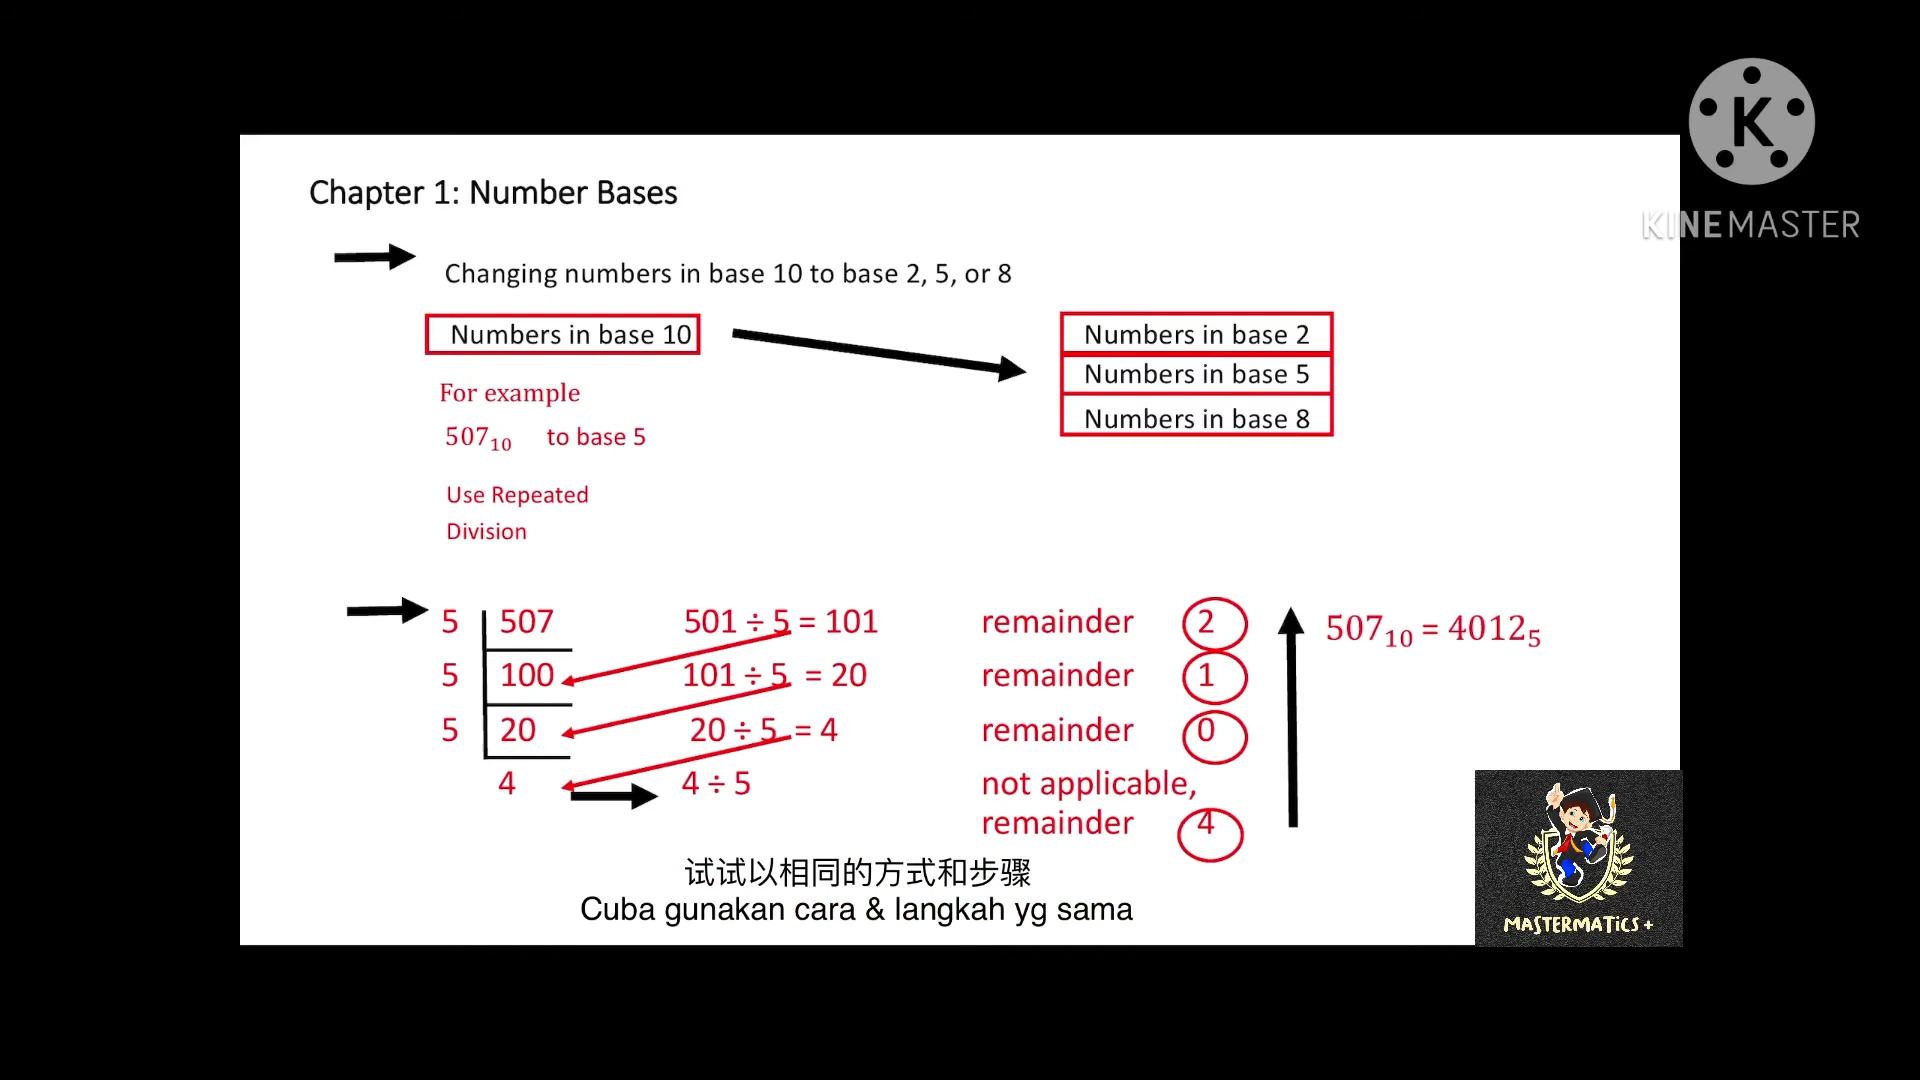 K
KINEMASTER
Chapter 1: Number Bases
Changing numbers in base 10 to base 2, 5, or 8
Numbers in base 10
Numbers in base 2
Numbers in base 5
Numbers in base 8
For example
507₁₀ to base 5
Use Repeated
Division
5 507 501 ÷ 5 = 101 remainder 2 507₁₀ = 4012₅
5 100 101 ÷ 5 = 20 remainder 1
5 20 20 ÷ 5 = 4 remainder 0
4 4 ÷ 5 not applicable,
remainder 4
试试以相同的方式和步骤
Cuba gunakan cara & langkah yg sama
MASTERMATiCS +